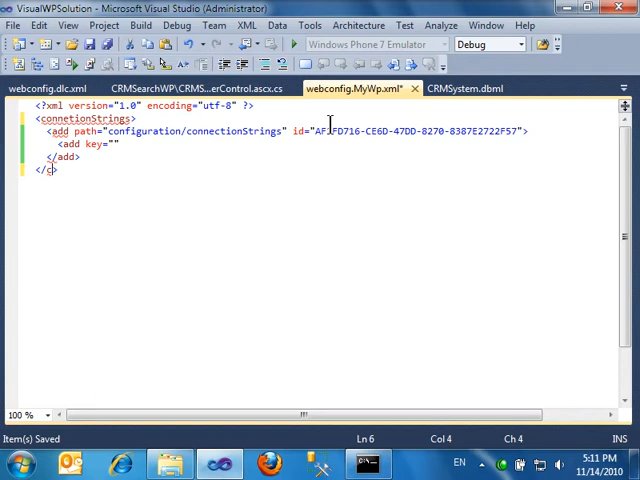 VisualWPSolution - Microsoft Visual Studio (Administrator)
File Edit View Project Build Debug Team XML Data Tools Architecture Test Analyze Window Help
Windows Phone 7 Emulator Debug
webconfig.dlc.xml CRMSearchWP\CRMS...erControl.ascx.cs webconfig.MyWp.xml* CRMSystem.dbml
<?xml version="1.0" encoding="utf-8" ?>
<connetionStrings>
<add path="configuration/connectionStrings" id="AF2FD716-CE6D-47DD-8270-8387E2722F57">
<add key=""
</add>
</c>
100 %
Item(s) Saved Ln 6 Col 4 Ch 4 INS
EN 5:11 PM
11/14/2010